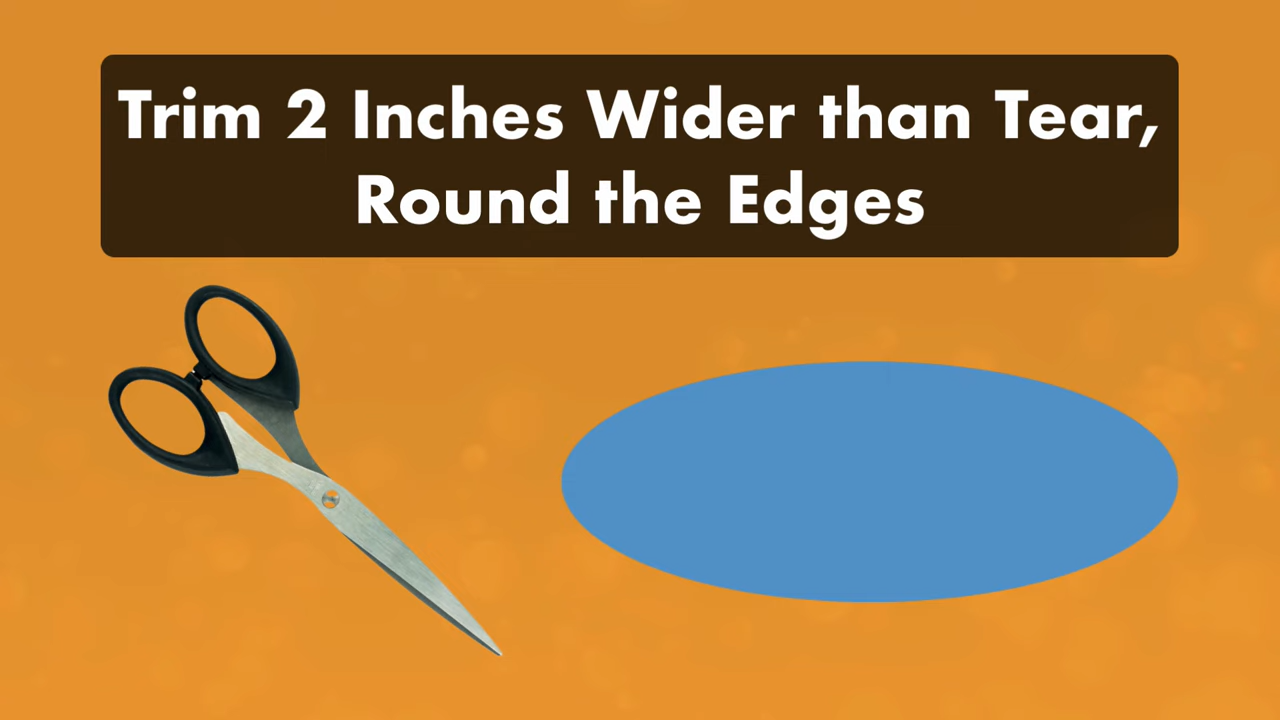 Trim 2 Inches Wider than Tear,
Round the Edges